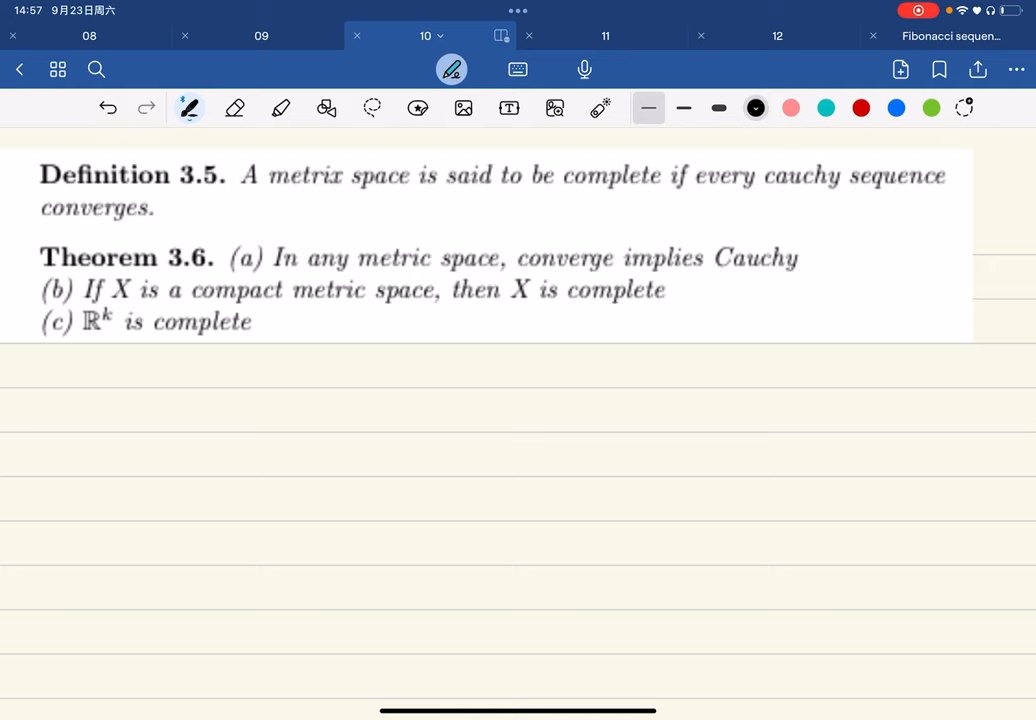 14:57 9月23日周六
08 09 10 11 12 Fibonacci sequen...
Definition 3.5. A metrix space is said to be complete if every cauchy sequence
converges.
Theorem 3.6. (a) In any metric space, converge implies Cauchy
(b) If X is a compact metric space, then X is complete
(c) ℝᵏ is complete